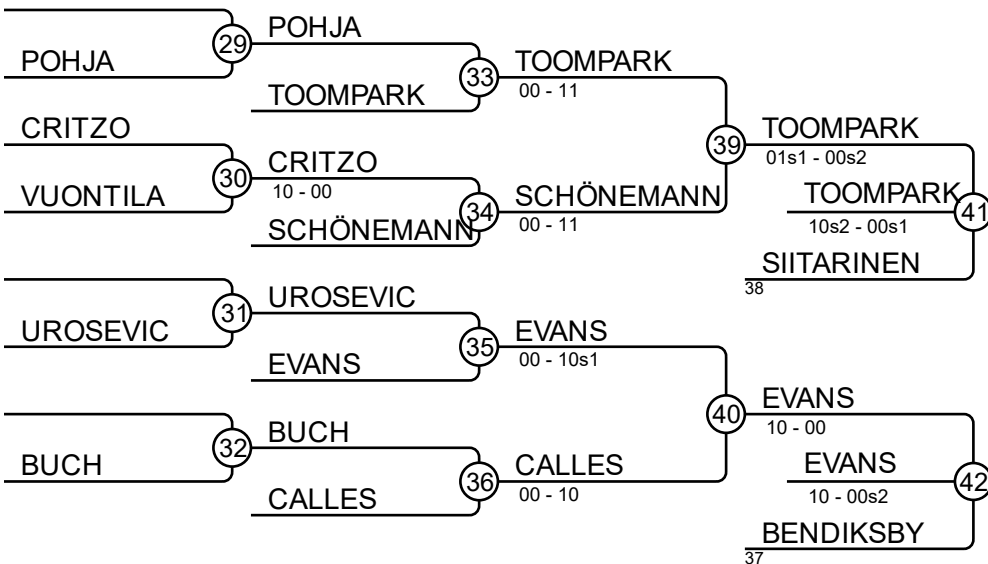 POHJA
29
POHJA
TOOMPARK
33
TOOMPARK
00 - 11
CRITZO
VUONTILA
30
CRITZO
10 - 00
SCHÖNEMANN
34
SCHÖNEMANN
00 - 11
39
TOOMPARK
01s1 - 00s2
TOOMPARK
10s2 - 00s1
41
SIITARINEN
38
UROSEVIC
31
UROSEVIC
EVANS
35
EVANS
00 - 10s1
BUCH
32
BUCH
CALLES
36
CALLES
00 - 10
40
EVANS
10 - 00
EVANS
10 - 00s2
42
BENDIKSBY
37